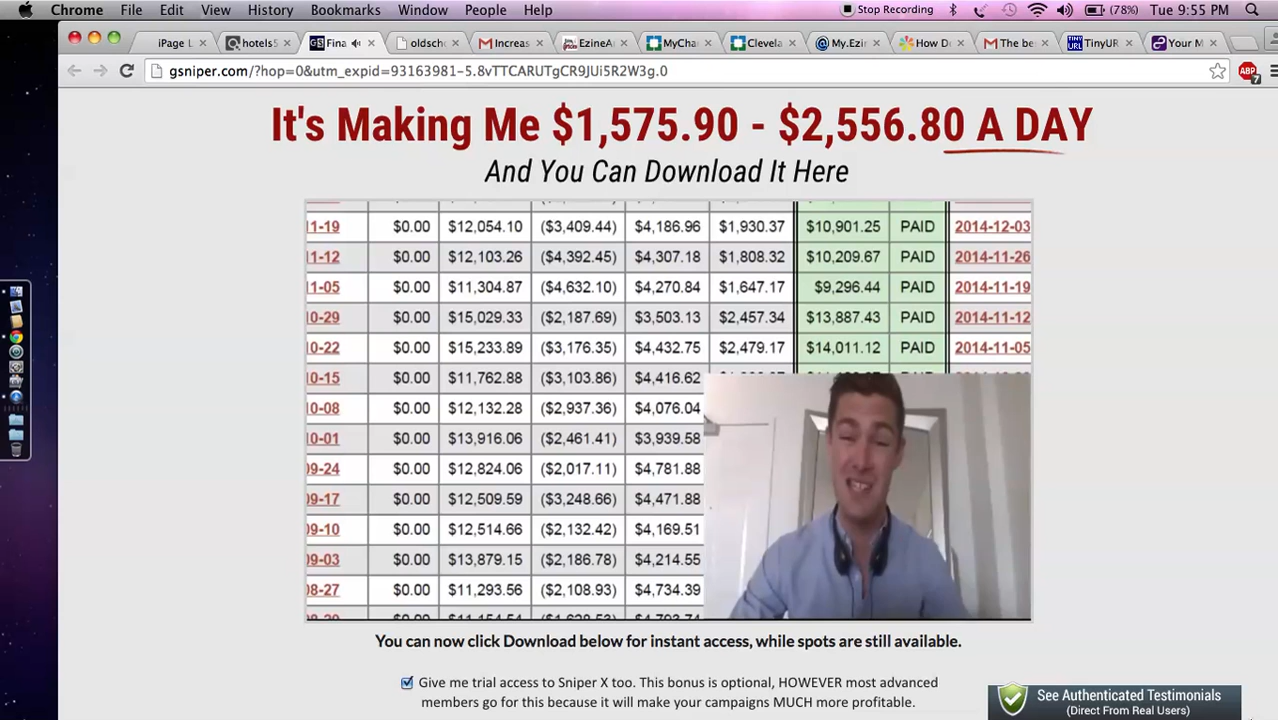 Chrome File Edit View History Bookmarks Window People Help Stop Recording (78%) Tue 9:55 PM
iPage L hotels5 Fina oldsch Increas EzineAr MyCha Clevela My.Ezin How D The be TinyUR Your M
gsniper.com/?hop=0&utm_expid=93163981-5.8vTTCARUTgCR9JUi5R2W3g.0 ABP 7
It's Making Me $1,575.90 - $2,556.80 A DAY
And You Can Download It Here
11-19 $0.00 $12,054.10 ($3,409.44) $4,186.96 $1,930.37 $10,901.25 PAID 2014-12-03
11-12 $0.00 $12,103.26 ($4,392.45) $4,307.18 $1,808.32 $10,209.67 PAID 2014-11-26
11-05 $0.00 $11,304.87 ($4,632.10) $4,270.84 $1,647.17 $9,296.44 PAID 2014-11-19
10-29 $0.00 $15,029.33 ($2,187.69) $3,503.13 $2,457.34 $13,887.43 PAID 2014-11-12
10-22 $0.00 $15,233.89 ($3,176.35) $4,432.75 $2,479.17 $14,011.12 PAID 2014-11-05
10-15 $0.00 $11,762.88 ($3,103.86) $4,416.62
10-08 $0.00 $12,132.28 ($2,937.36) $4,076.04
10-01 $0.00 $13,916.06 ($2,461.41) $3,939.58
09-24 $0.00 $12,824.06 ($2,017.11) $4,781.88
09-17 $0.00 $12,509.59 ($3,248.66) $4,471.88
09-10 $0.00 $12,514.66 ($2,132.42) $4,169.51
09-03 $0.00 $13,879.15 ($2,186.78) $4,214.55
08-27 $0.00 $11,293.56 ($2,108.93) $4,734.39
You can now click Download below for instant access, while spots are still available.
Give me trial access to Sniper X too. This bonus is optional, HOWEVER most advanced
members go for this because it will make your campaigns MUCH more profitable.
See Authenticated Testimonials
(Direct From Real Users)